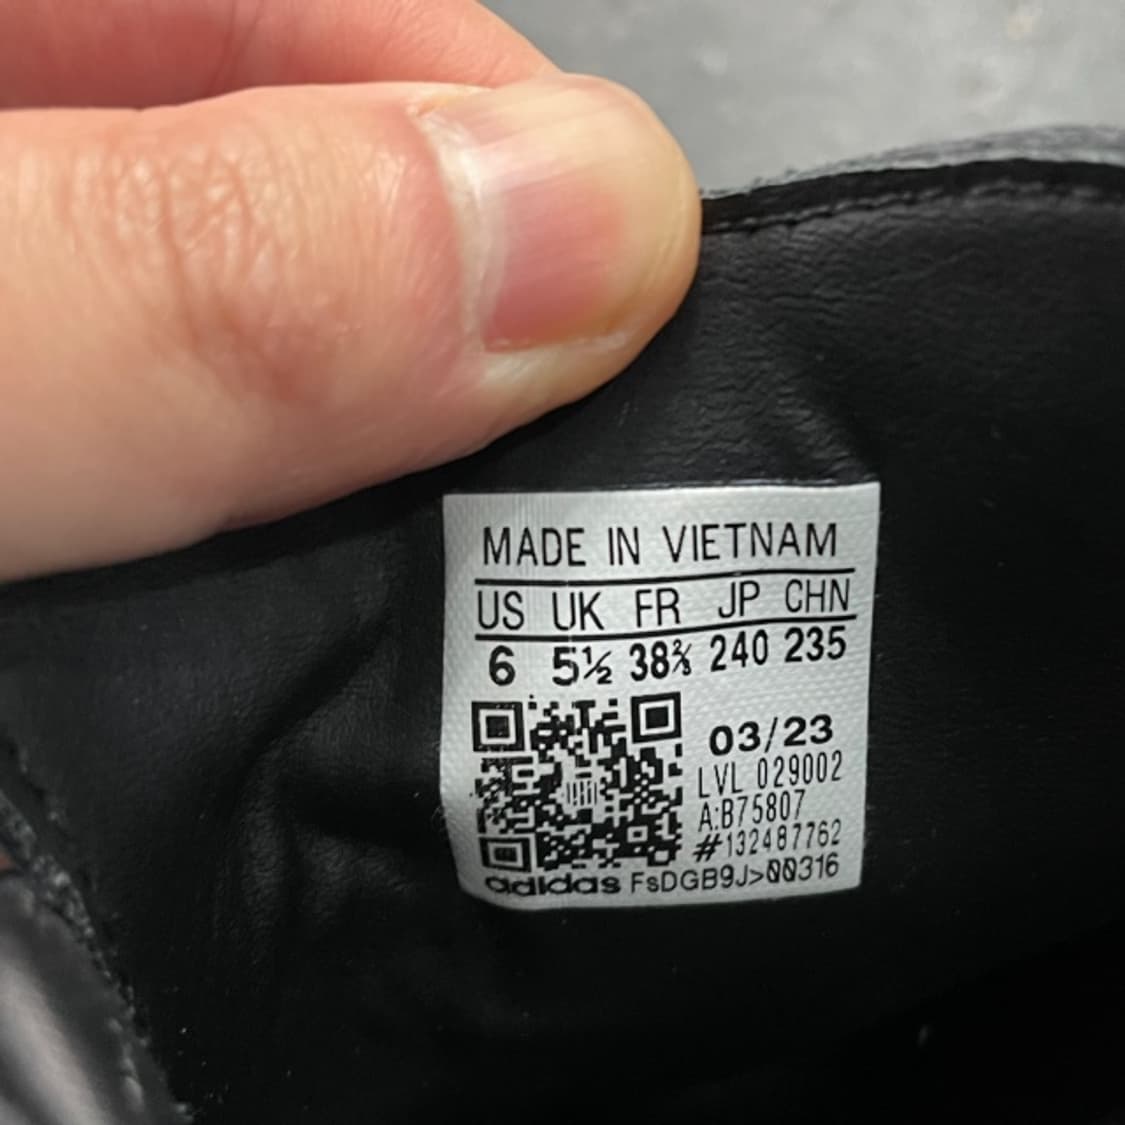 MADE IN VIETNAM
US UK FR JP CHN
6 5½ 38⅔ 240 235
03/23
LVL 029002
A:B75807
#132487762
adidas FsDGB9J>00316